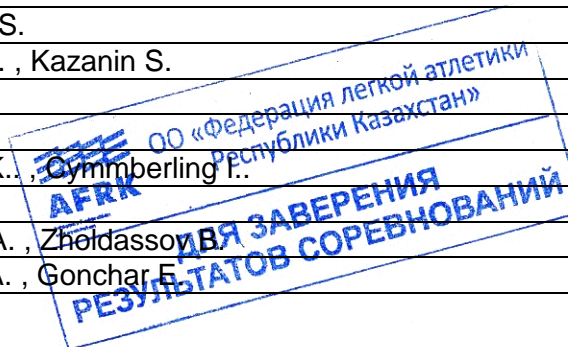 S.
. , Kazanin S.
K.. , Cymmberling I..
A. , Zholdassov B.
A. , Gonchar E.
ОО «Федерация легкой атлетики
Республики Казахстан»
AFRK
ДЛЯ ЗАВЕРЕНИЯ
РЕЗУЛЬТАТОВ СОРЕВНОВАНИЙ